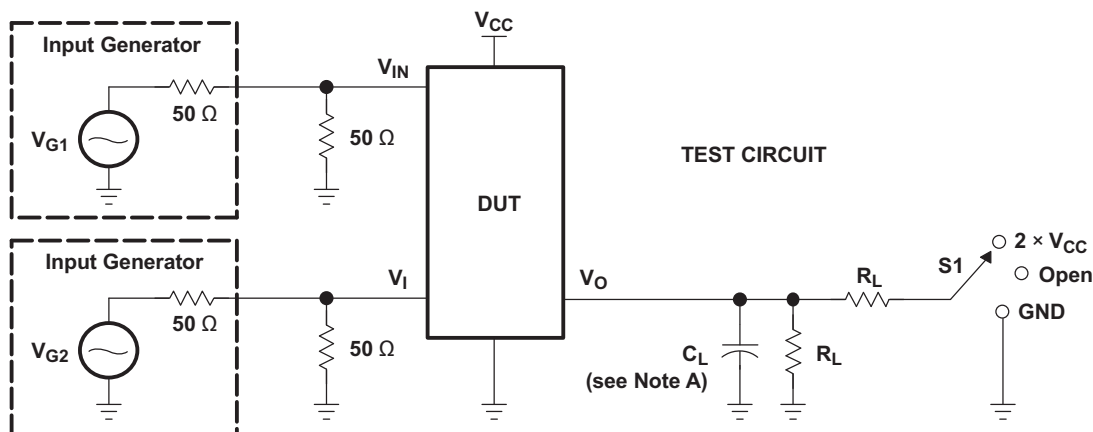 Input Generator
V_G1
50 Ω
50 Ω
V_IN
V_CC
DUT
TEST CIRCUIT
Input Generator
V_G2
50 Ω
50 Ω
V_I
V_O
C_L
(see Note A)
R_L
R_L
S1
2 × V_CC
Open
GND